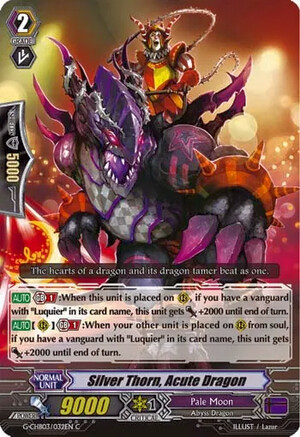 2
GRADE
5000
The hearts of a dragon and its dragon tamer beat as one.
AUTO GB 1 :When this unit is placed on , if you have a vanguard
with "Luquier" in its card name, this unit gets +2000 until end of turn.
AUTO [ ] GB 1 :When your other unit is placed on from soul,
if you have a vanguard with "Luquier" in its card name, this unit gets
+2000 until end of turn.
NORMAL
UNIT
Silver Thorn, Acute Dragon
POWER
9000
1
CRITICAL
Pale Moon
Abyss Dragon
G-CHB03/032EN C
ILLUST / Lazur